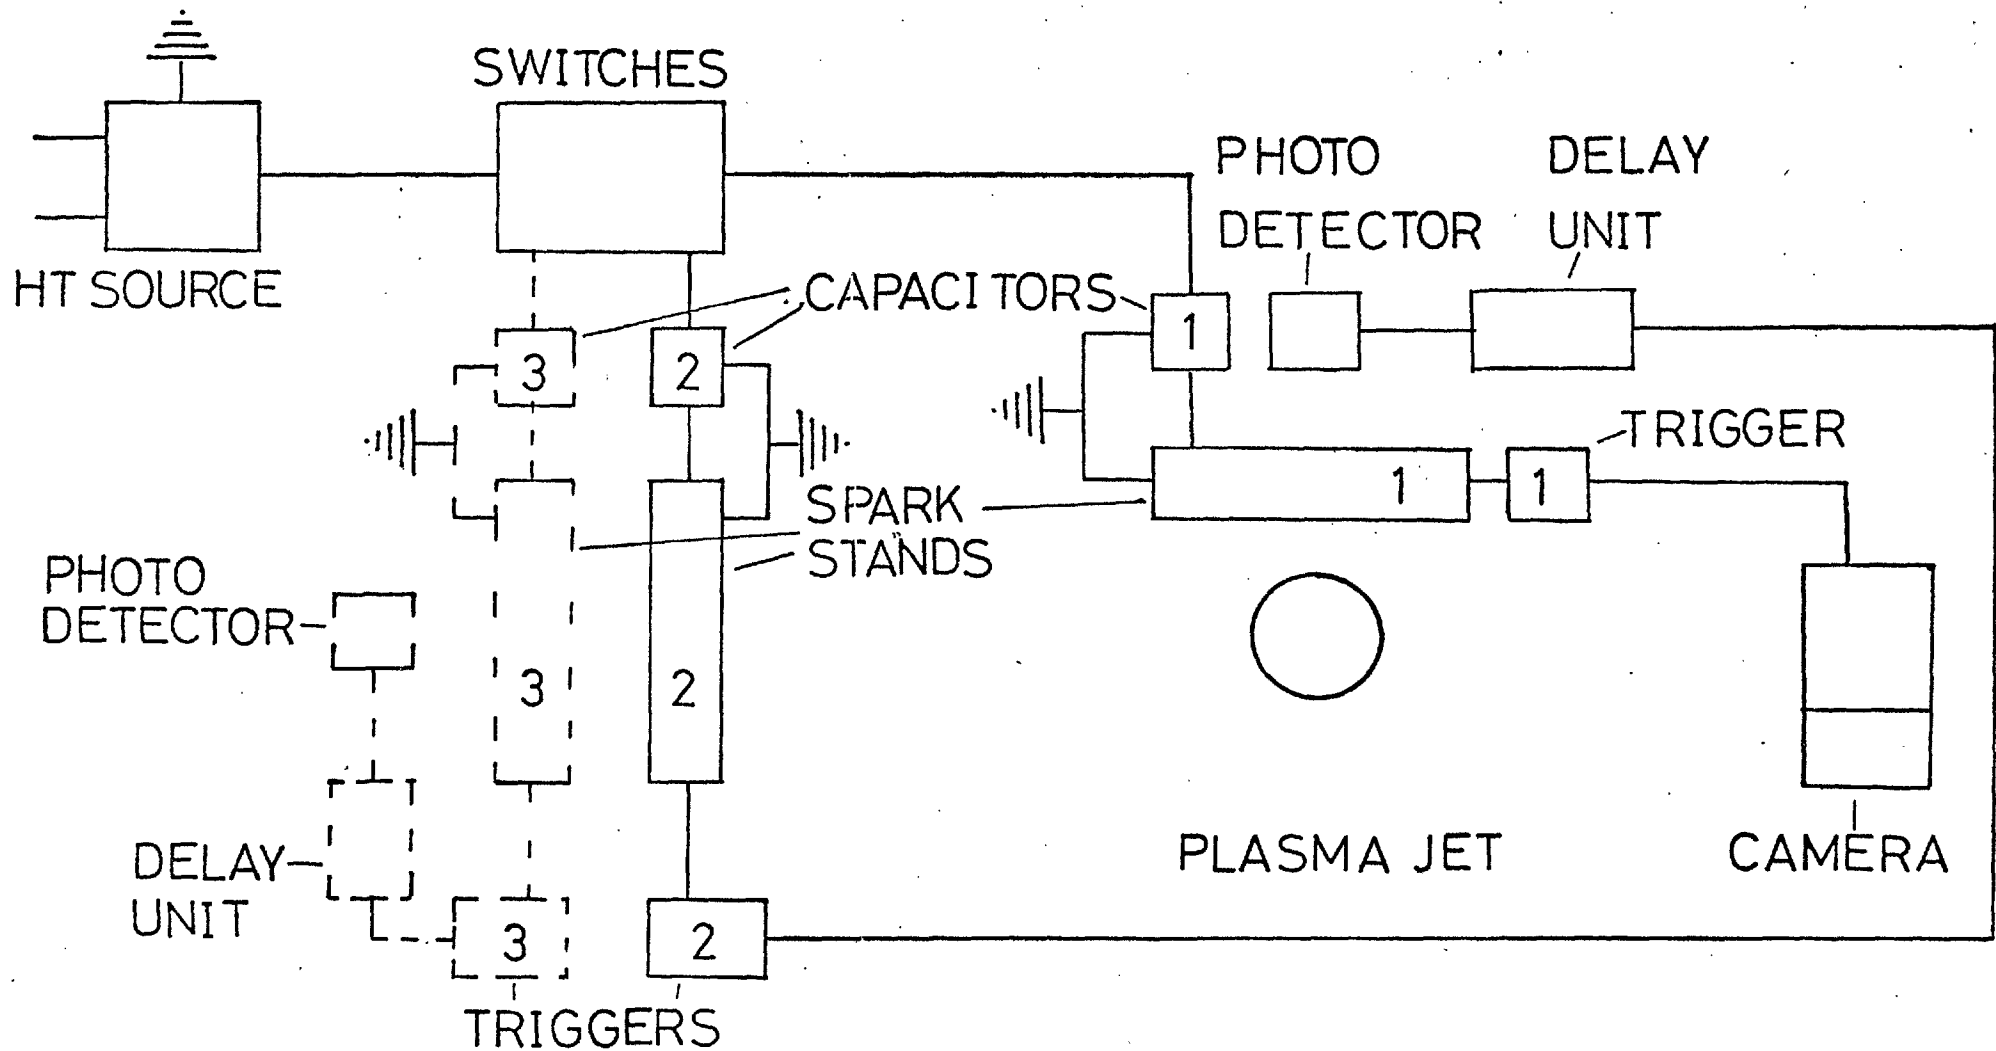 SWITCHES
HT SOURCE
PHOTO
DETECTOR
DELAY
UNIT
CAPACITORS
1
3
2
TRIGGER
1
1
SPARK
STANDS
PHOTO
DETECTOR
3
2
DELAY
UNIT
PLASMA JET
CAMERA
3
2
TRIGGERS